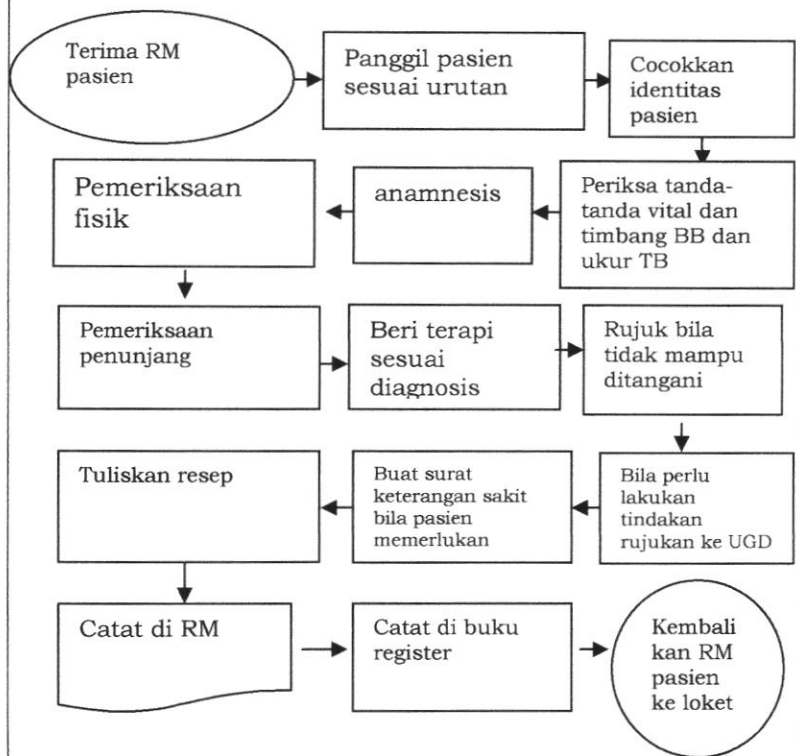 Terima RM
pasien
Panggil pasien
sesuai urutan
Cocokkan
identitas
pasien
Periksa tanda-
tanda vital dan
timbang BB dan
ukur TB
anamnesis
Pemeriksaan
fisik
Pemeriksaan
penunjang
Beri terapi
sesuai
diagnosis
Rujuk bila
tidak mampu
ditangani
Bila perlu
lakukan
tindakan
rujukan ke UGD
Buat surat
keterangan sakit
bila pasien
memerlukan
Tuliskan resep
Catat di RM
Catat di buku
register
Kembali
kan RM
pasien
ke loket